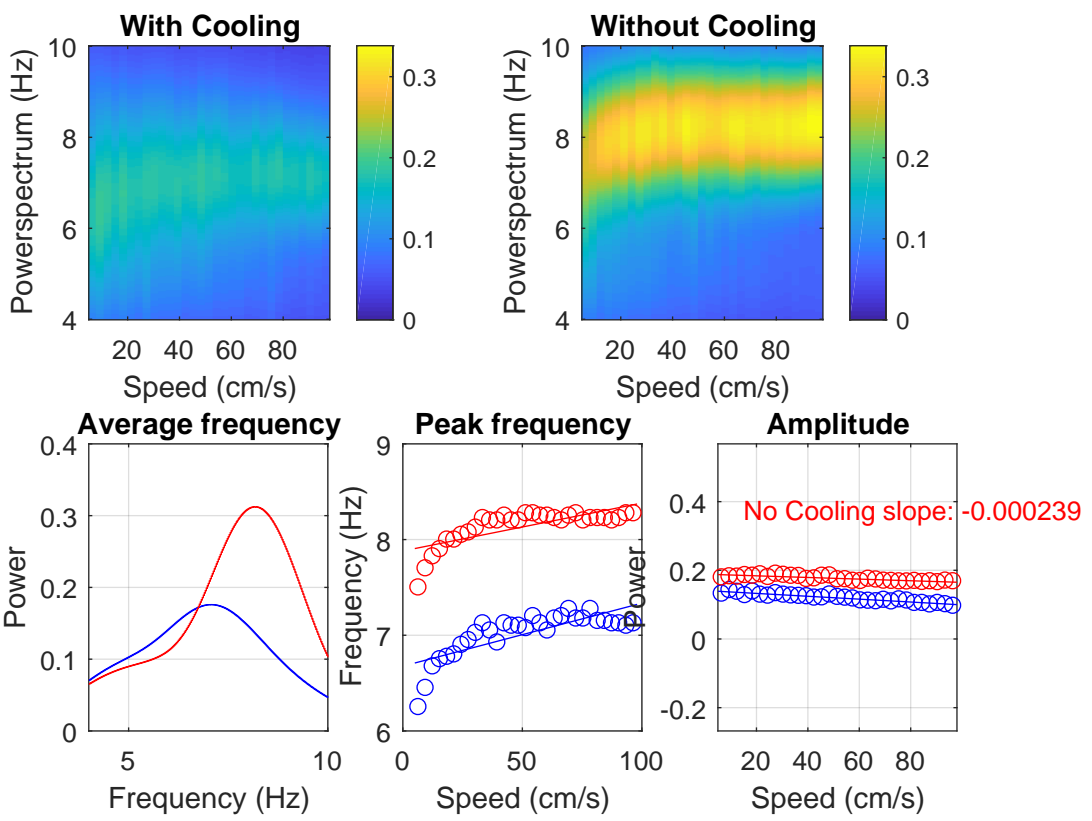 With Cooling
Without Cooling
Powerspectrum (Hz)
10
8
6
4
20 40 60 80
Speed (cm/s)
0.3
0.2
0.1
0
Powerspectrum (Hz)
10
8
6
4
20 40 60 80
Speed (cm/s)
0.3
0.2
0.1
0
Average frequency
Power
0.4
0.3
0.2
0.1
0
5 10
Frequency (Hz)
Peak frequency
Frequency (Hz)
9
8
7
6
0 50 100
Speed (cm/s)
Amplitude
Power
0.4
0.2
0
-0.2
No Cooling slope: -0.000239
20 40 60 80
Speed (cm/s)